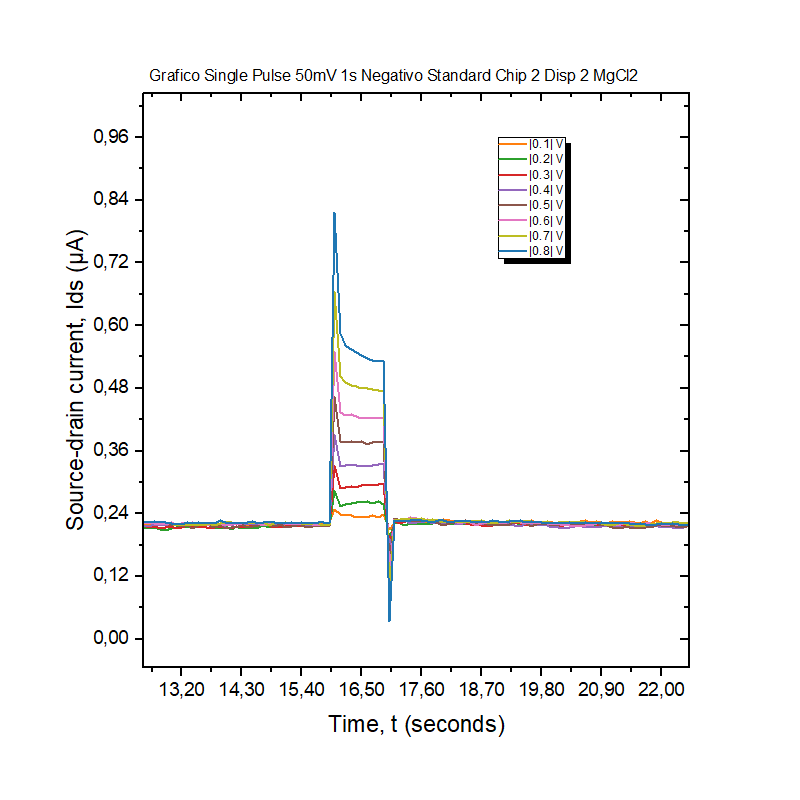 Grafico Single Pulse 50mV 1s Negativo Standard Chip 2 Disp 2 MgCl2
|0.1| V
|0.2| V
|0.3| V
|0.4| V
|0.5| V
|0.6| V
|0.7| V
|0.8| V
Source-drain current, Ids (μA)
0,96
0,84
0,72
0,60
0,48
0,36
0,24
0,12
0,00
13,20 14,30 15,40 16,50 17,60 18,70 19,80 20,90 22,00
Time, t (seconds)